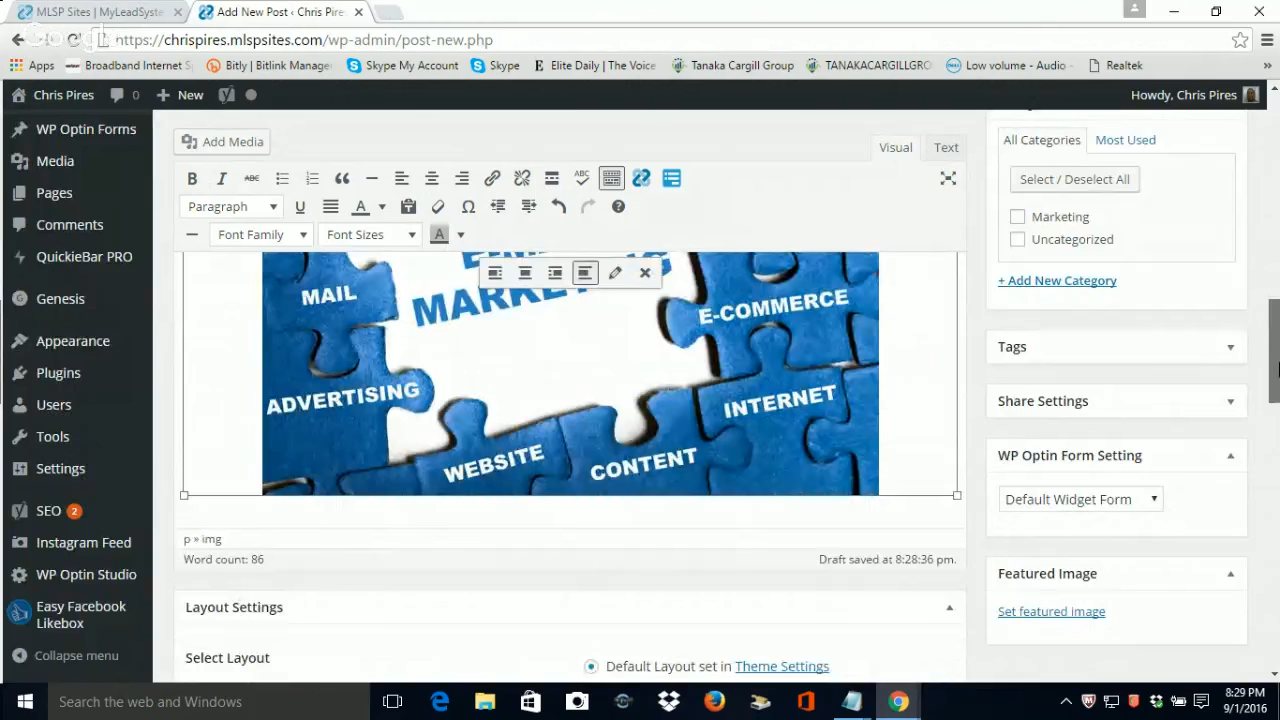 MLSP Sites | MyLeadSyste
Add New Post ‹ Chris Pires
Google
https://chrispires.mlspsites.com/wp-admin/post-new.php
Apps
Broadband Internet S
Bitly | Bitlink Manage
Skype My Account
Skype
Elite Daily | The Voice
Tanaka Cargill Group
TANAKACARGILLGRO
Low volume - Audio
Realtek
Chris Pires
0
New
Howdy, Chris Pires
WP Optin Forms
Media
Pages
Comments
QuickieBar PRO
Genesis
Appearance
Plugins
Users
Tools
Settings
SEO 2
Instagram Feed
WP Optin Studio
Easy Facebook
Likebox
Collapse menu
Add Media
Visual
Text
B I ABC
ABC
Paragraph
U
A
Font Family
Font Sizes
A
MAIL
MARKET
E-COMMERCE
ADVERTISING
INTERNET
WEBSITE
CONTENT
p » img
Word count: 86
Draft saved at 8:28:36 pm.
Layout Settings
Select Layout
Default Layout set in Theme Settings
All Categories
Most Used
Select / Deselect All
Marketing
Uncategorized
+ Add New Category
Tags
Share Settings
WP Optin Form Setting
Default Widget Form
Featured Image
Set featured image
Search the web and Windows
8:29 PM
9/1/2016